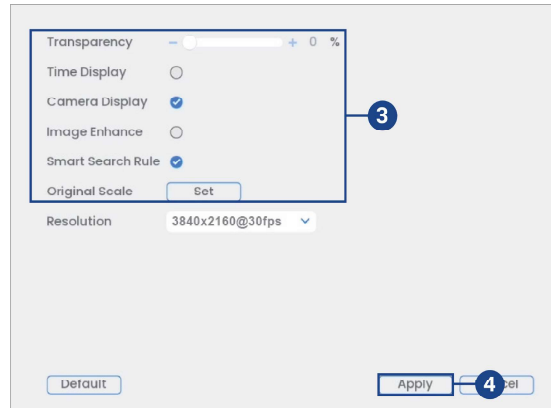 Transparency - + 0 %
Time Display
3
Camera Display
Image Enhance
Smart Search Rule
Original Scale Set
Resolution 3840x2160@30fps
Default Apply 4